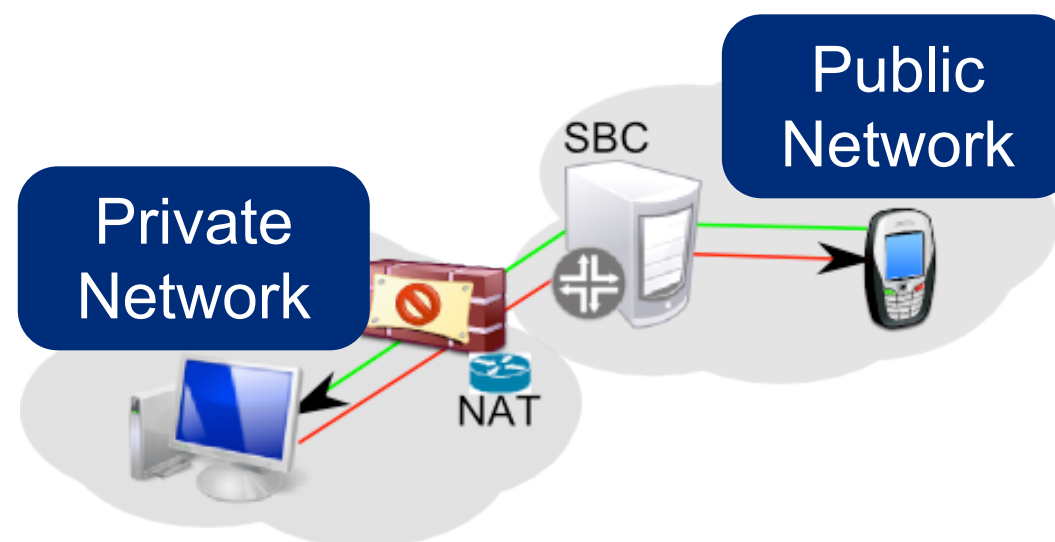 Public
Network
SBC
Private
Network
NAT